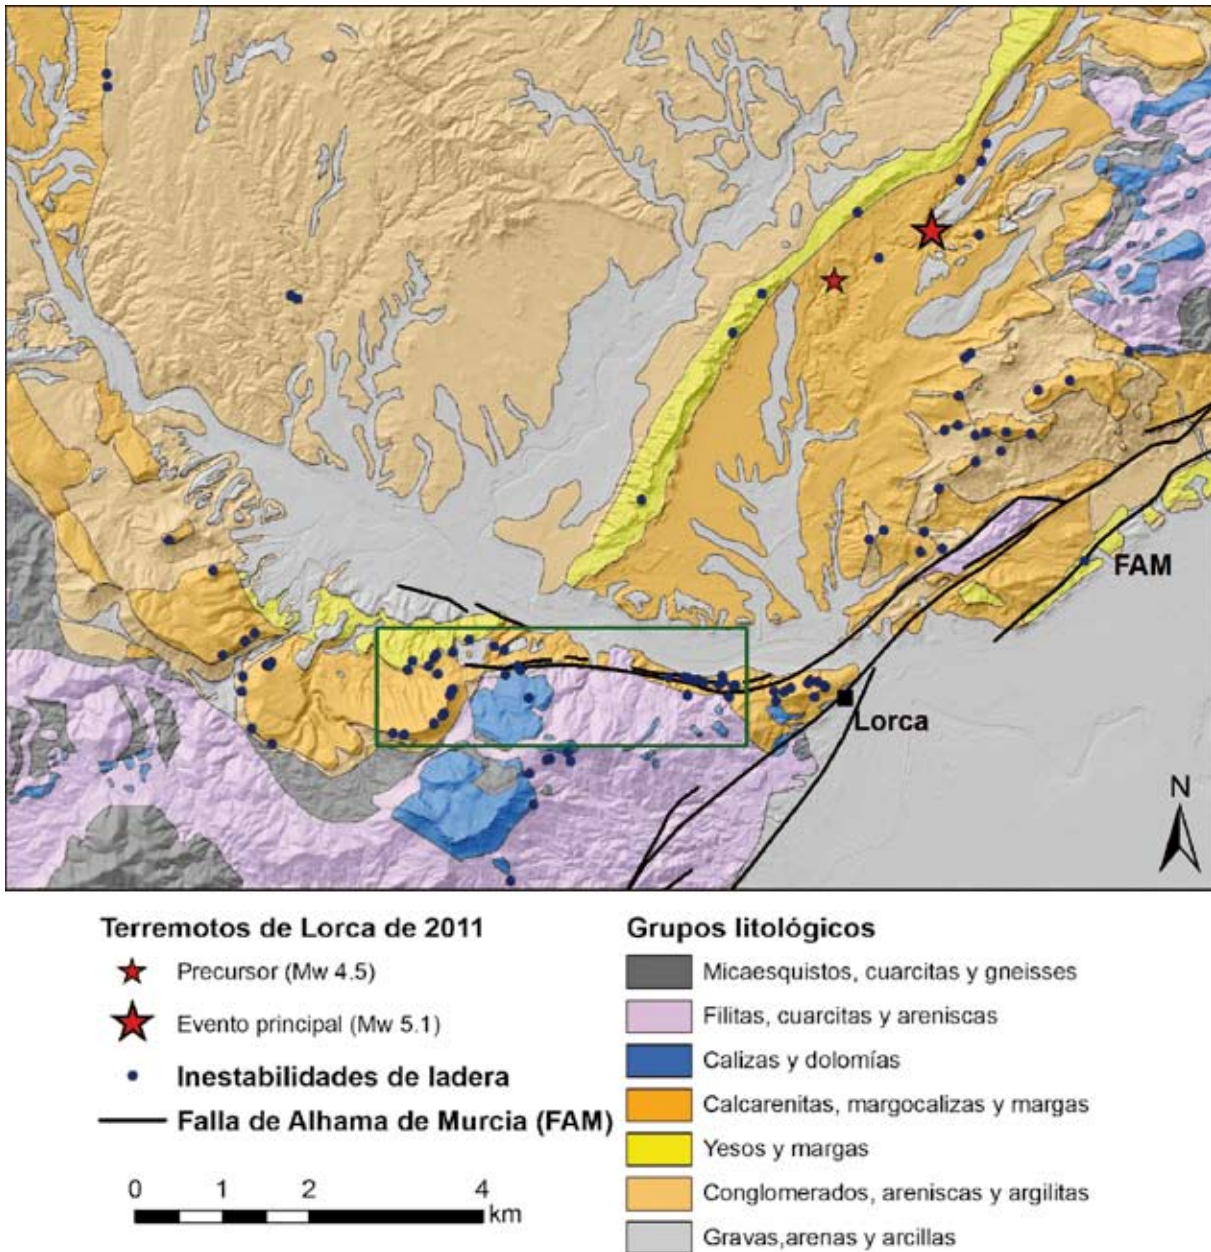 FAM
Lorca
N
Terremotos de Lorca de 2011
Precursor (Mw 4.5)
Evento principal (Mw 5.1)
Inestabilidades de ladera
Falla de Alhama de Murcia (FAM)
0 1 2 4
km
Grupos litológicos
Micaesquistos, cuarcitas y gneisses
Filitas, cuarcitas y areniscas
Calizas y dolomías
Calcarenitas, margocalizas y margas
Yesos y margas
Conglomerados, areniscas y argilitas
Gravas,arenas y arcillas